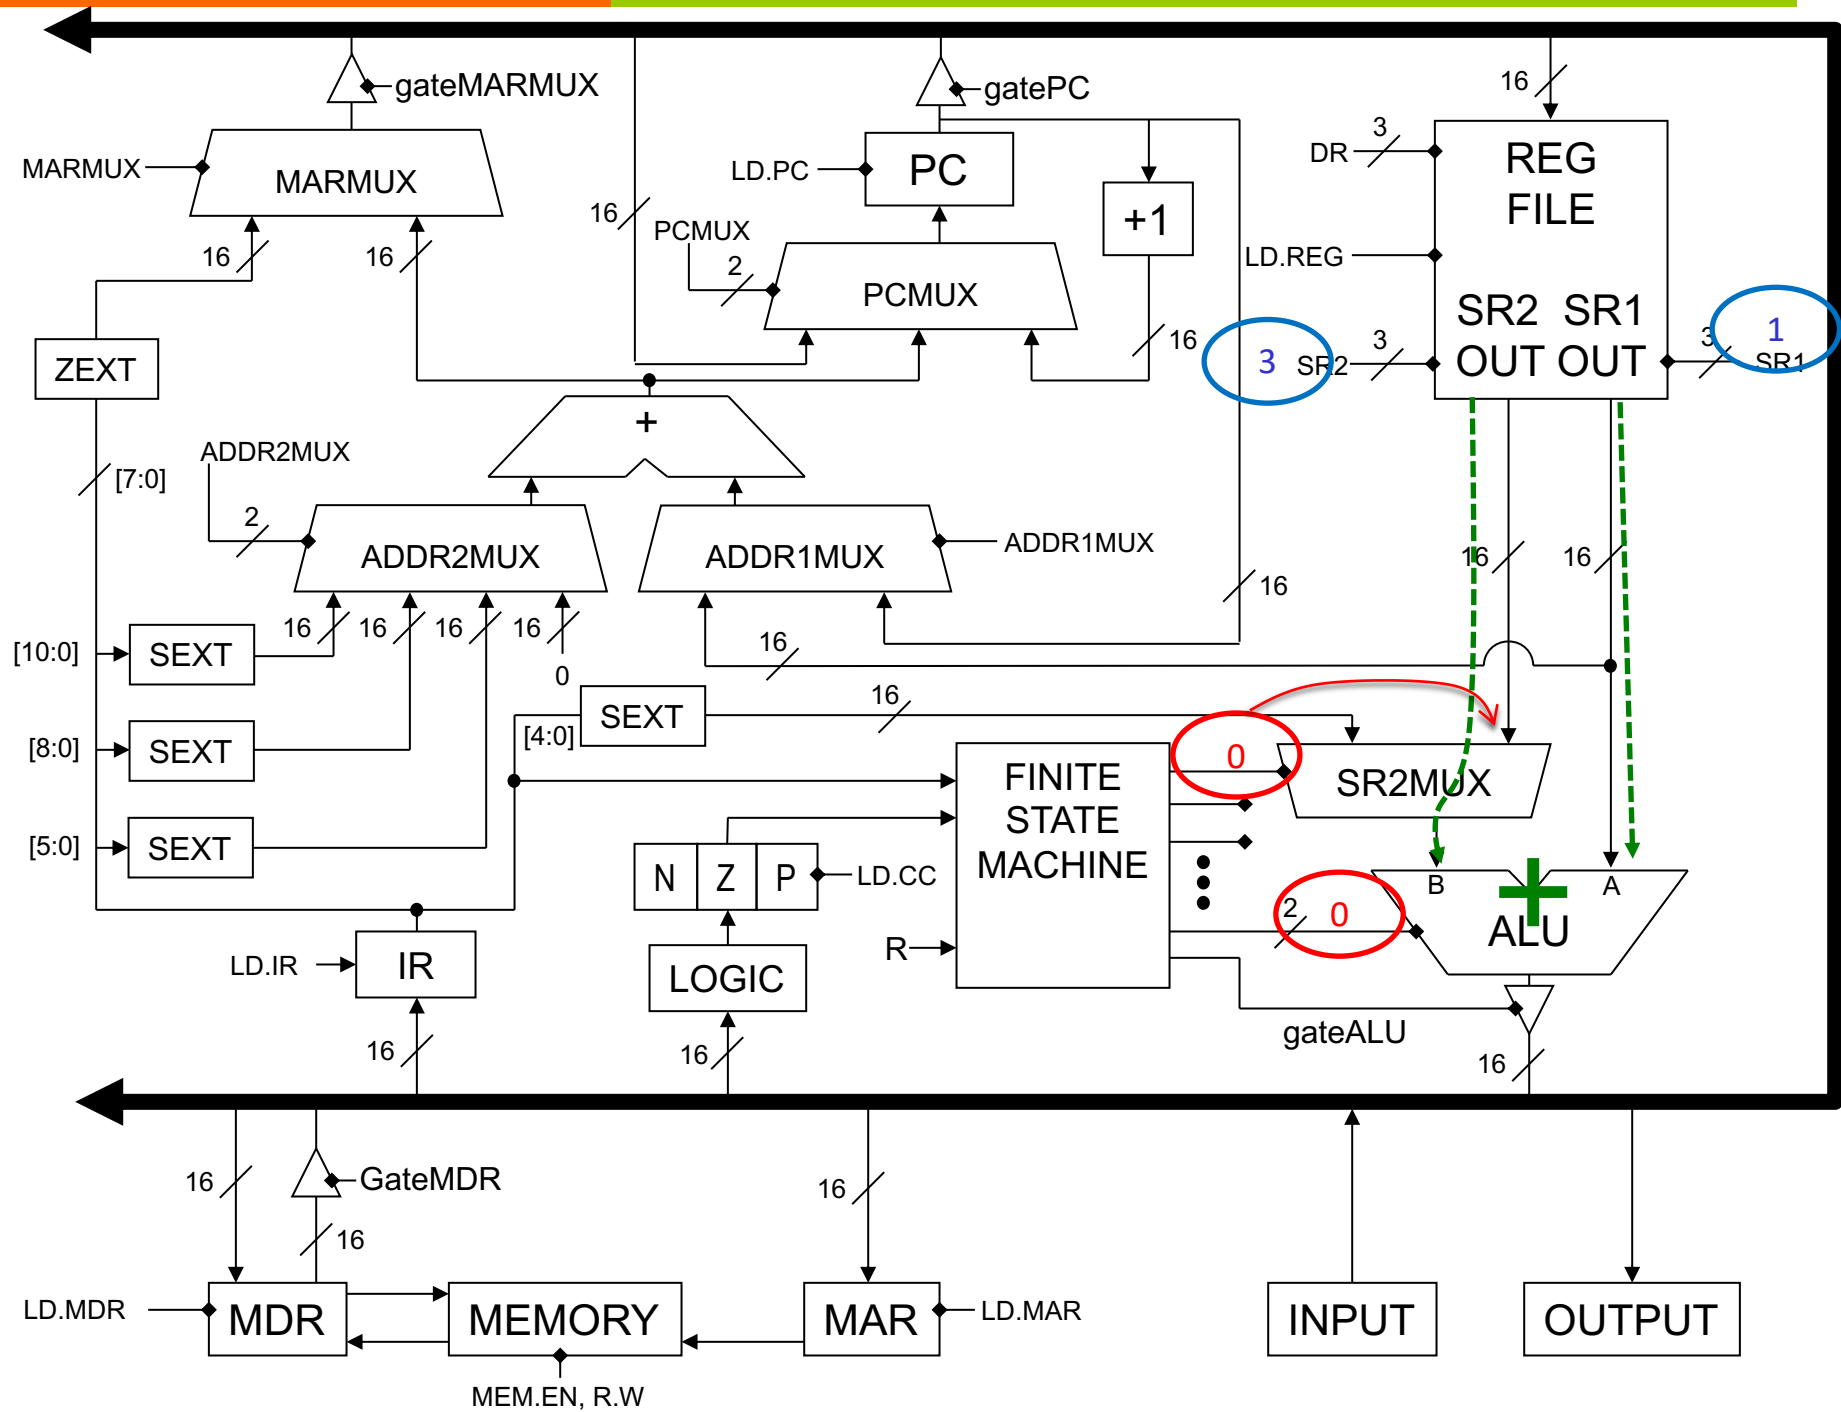 gateMARMUX
gatePC
16
MARMUX
MARMUX
LD.PC
PC
DR
3
REG
FILE
+1
16
PCMUX
2
PCMUX
16
16
16
LD.REG
SR2 SR1
OUT OUT
3
SR2
3
1
3
SR1
ZEXT
[7:0]
+
ADDR2MUX
2
ADDR2MUX
ADDR1MUX
ADDR1MUX
16
16
16
[10:0]
SEXT
16
16
16
16
0
16
[8:0]
SEXT
[4:0]
SEXT
16
[5:0]
SEXT
FINITE
STATE
MACHINE
0
SR2MUX
N
Z
P
LD.CC
2
0
B
A
+
ALU
R
LD.IR
IR
LOGIC
gateALU
16
16
16
16
GateMDR
16
16
LD.MDR
MDR
MEMORY
MAR
LD.MAR
INPUT
OUTPUT
MEM.EN, R.W